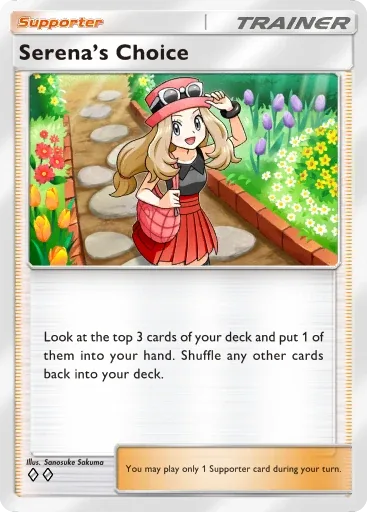 Supporter
TRAINER
Serena's Choice
Look at the top 3 cards of your deck and put 1 of
them into your hand. Shuffle any other cards
back into your deck.
Illus. Sanosuke Sakuma
You may play only 1 Supporter card during your turn.